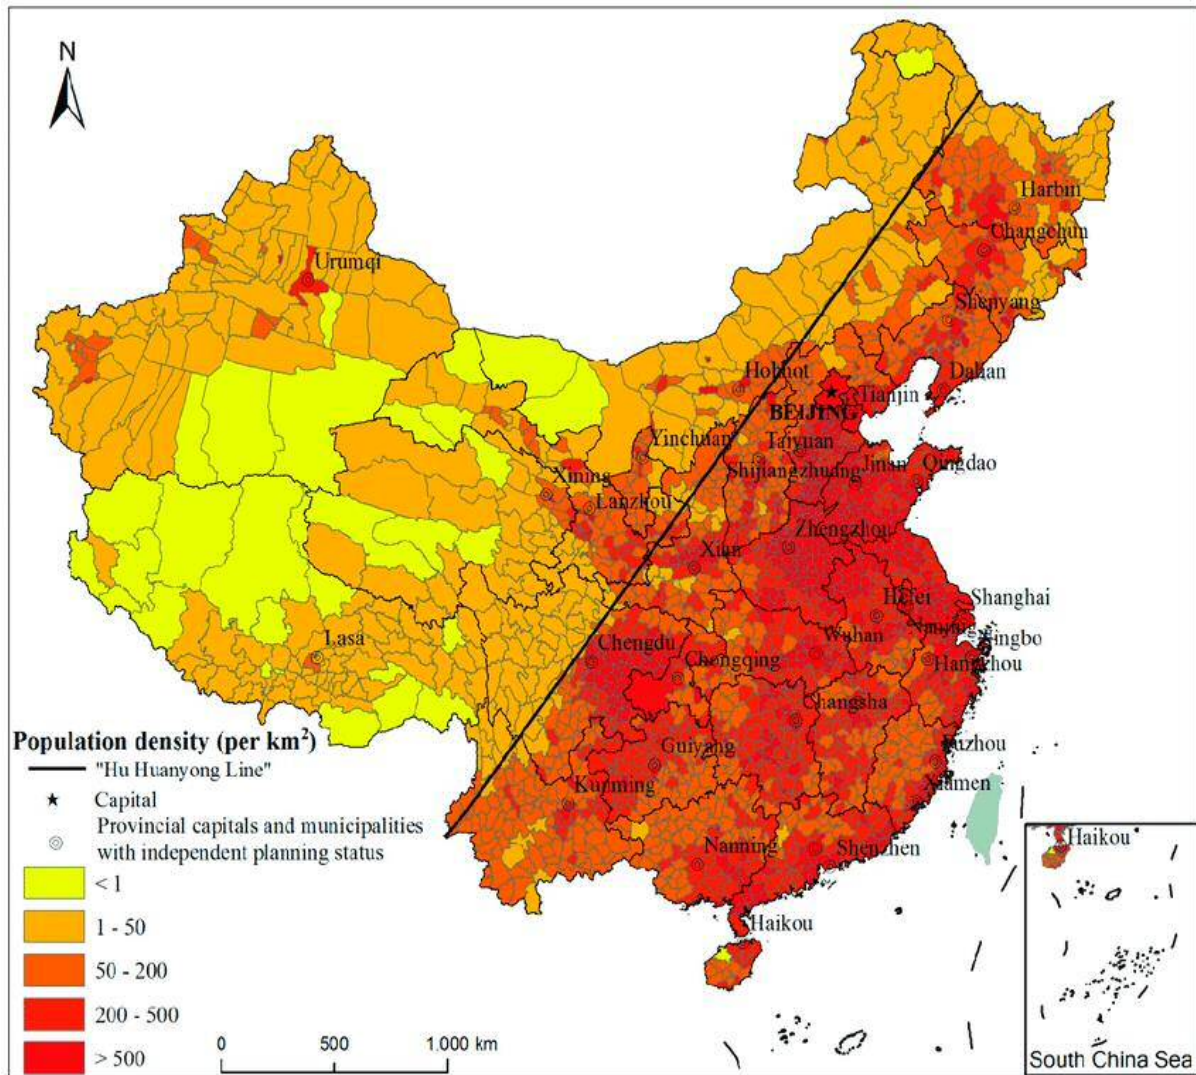 N
Harbin
Changchun
Urumqi
Shenyang
Hohhot
Dalian
BEIJING
Tianjin
Yinchuan
Taiyuan
Shijiangzhudng
Jinan
Qingdao
Xining
Lanzhou
Zhengzhou
Xian
Hefei
Shanghai
Nanjing
Ningbo
Lasa
Chengdu
Wuhan
Hangzhou
Chongqing
Changsha
Population density (per km²)
"Hu Huanyong Line"
Guiyang
Fuzhou
Capital
Kunming
Xiamen
Provincial capitals and municipalities
with independent planning status
Nanning
Shenzhen
Haikou
< 1
1 - 50
Haikou
50 - 200
200 - 500
> 500
0
500
1,000 km
South China Sea